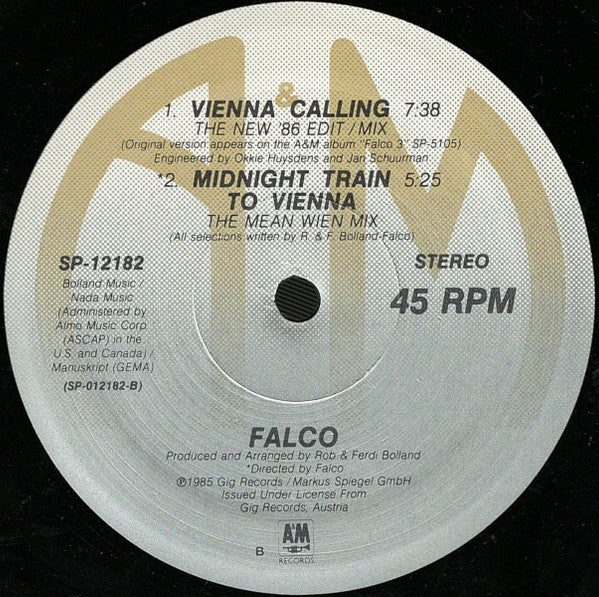 A&M
1. VIENNA CALLING 7:38
THE NEW '86 EDIT/MIX
(Original version appears on the A&M album "Falco 3" SP-5105)
Engineered by Okkie Huysdens and Jan Schuurman
*2. MIDNIGHT TRAIN 5:25
TO VIENNA
THE MEAN WIEN MIX
(All selections written by R. & F. Bolland-Falco)
SP-12182
Bolland Music/
Nada Music
(Administered by
Almo Music Corp.
(ASCAP) in the
U.S. and Canada)/
Manuskript (GEMA)
(SP-012182-B)
STEREO
45 RPM
FALCO
Produced and Arranged by Rob & Ferdi Bolland
*Directed by Falco
℗1985 Gig Records/Markus Spiegel GmbH
Issued Under License From
Gig Records, Austria
B
A&M
RECORDS